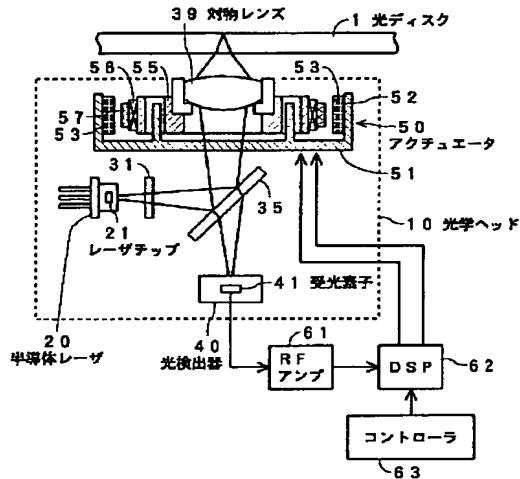 39 対物レンズ
1 光ディスク
58
55
53
57
53
52
50
アクチュエータ
51
31
35
21
レーザチップ
10 光学ヘッド
41 受光素子
20
半導体レーザ
40
光検出器
61
RF
アンプ
DSP
62
コントローラ
63